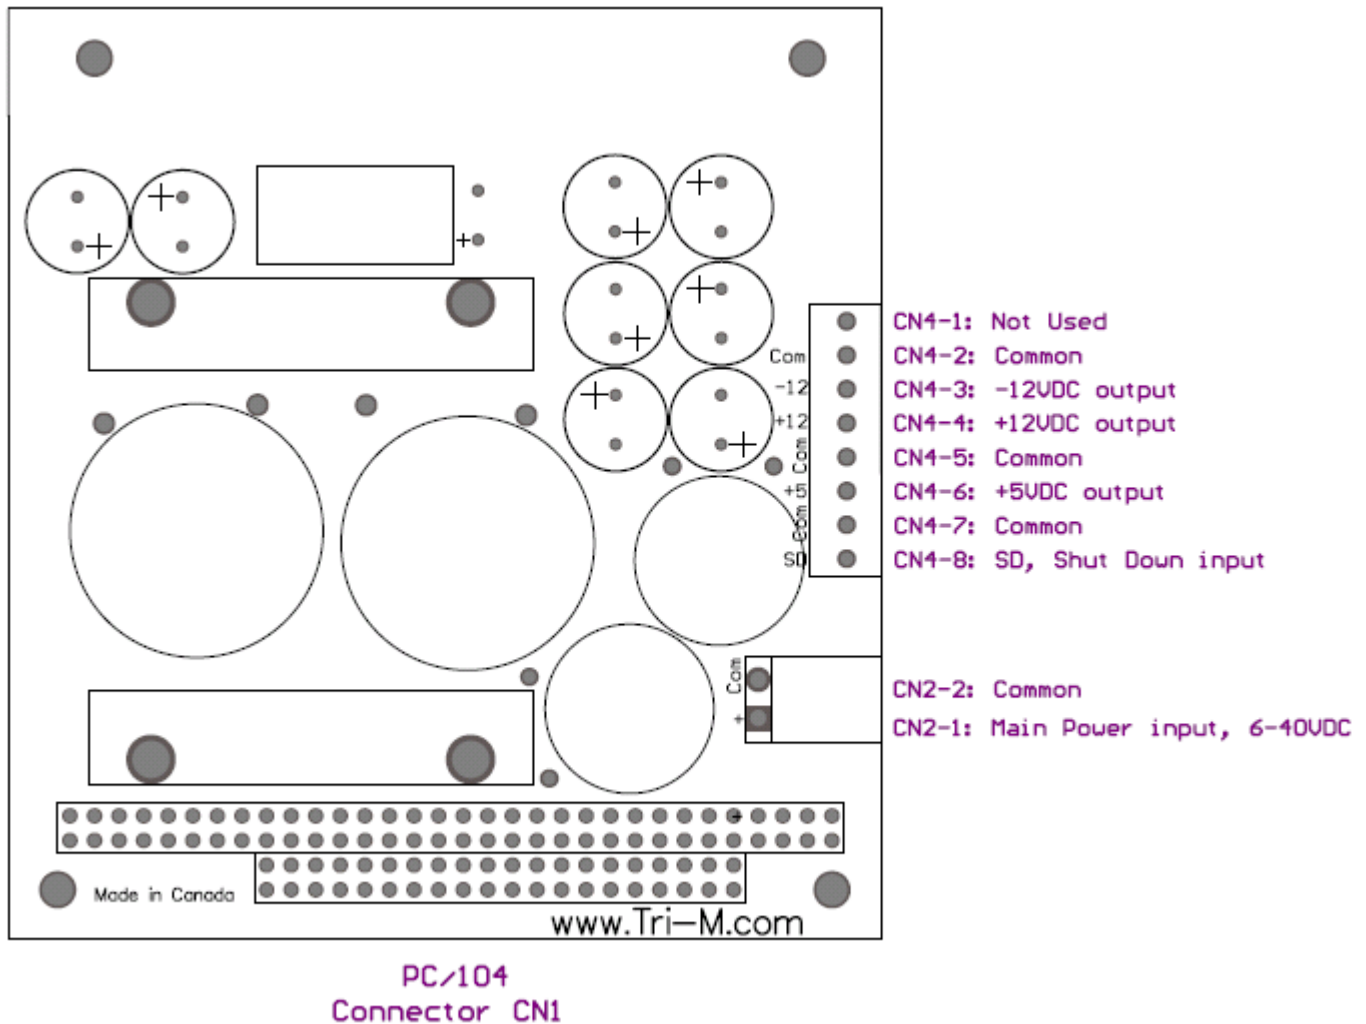 CN4-1: Not Used
Com CN4-2: Common
-12 CN4-3: -12VDC output
+12 CN4-4: +12VDC output
Com CN4-5: Common
+5 CN4-6: +5VDC output
Com CN4-7: Common
SD CN4-8: SD, Shut Down input
Com CN2-2: Common
+ CN2-1: Main Power input, 6-40VDC
Made in Canada
www.Tri-M.com
PC/104
Connector CN1